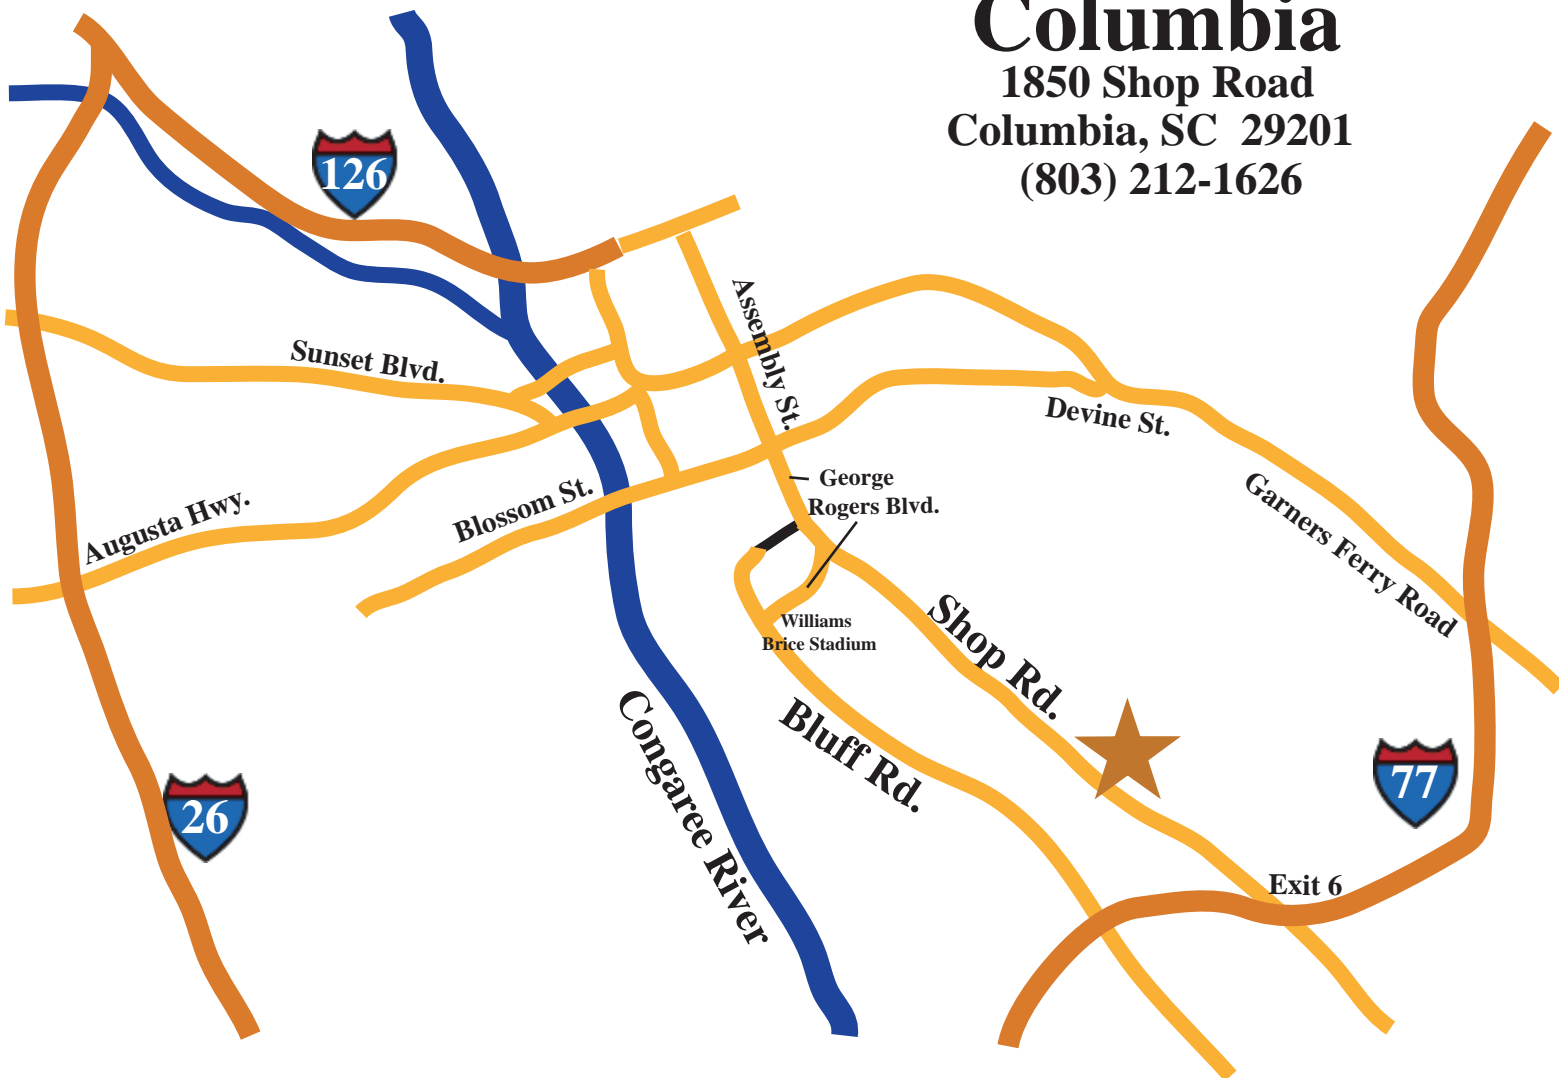 Columbia
1850 Shop Road
Columbia, SC 29201
(803) 212-1626
126
Assembly St.
Sunset Blvd.
Devine St.
George
Rogers Blvd.
Augusta Hwy.
Blossom St.
Garners Ferry Road
Williams
Brice Stadium
Shop Rd.
Bluff Rd.
Congaree River
26
77
Exit 6